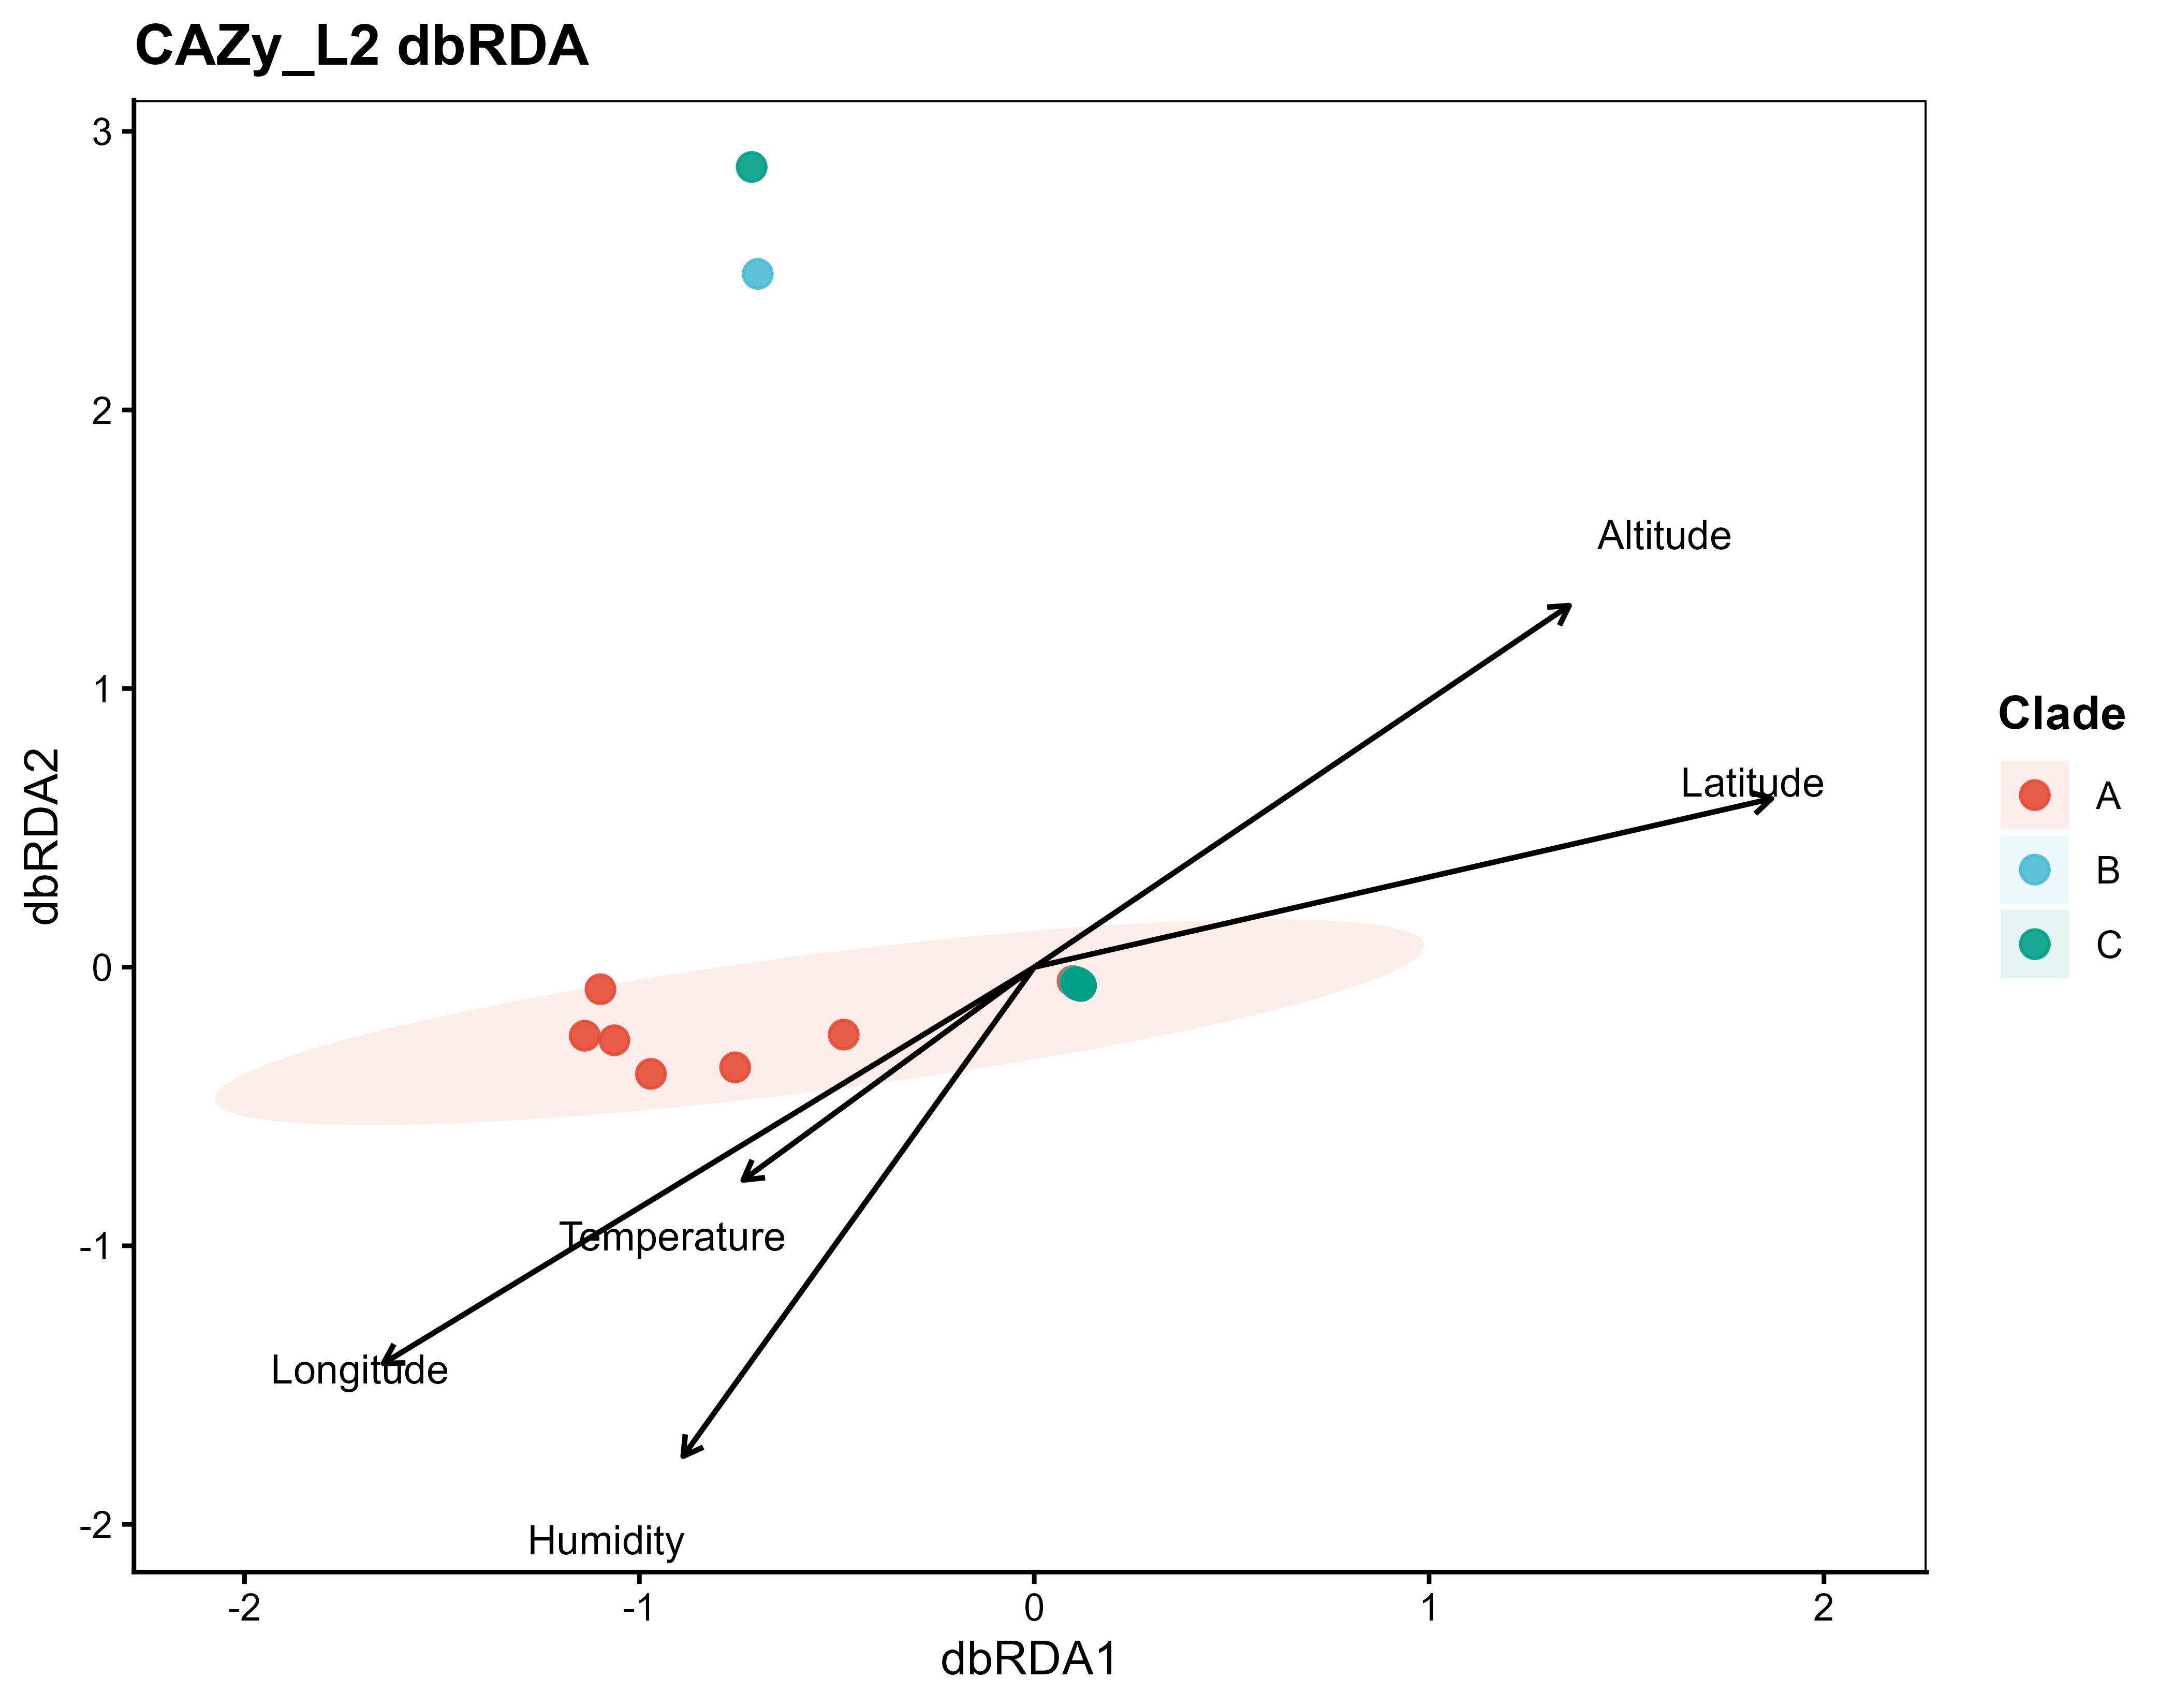 CAZy_L2 dbRDA
3
2
1
0
-1
-2
dbRDA2
Altitude
Latitude
Temperature
Longitude
Humidity
-2
-1
0
1
2
dbRDA1
Clade
A
B
C